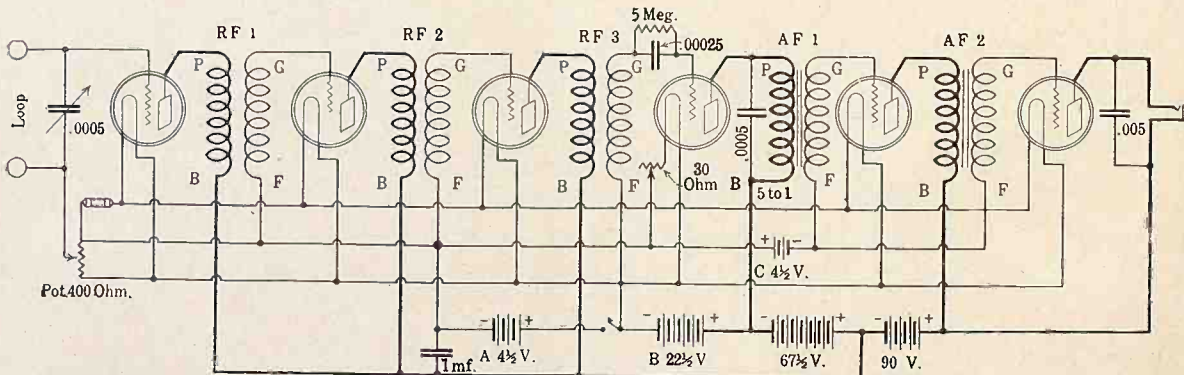 5 Meg.
RF 1
RF 2
RF 3
.00025
AF 1
AF 2
P
G
P
G
P
G
P
G
P
G
Loop
.0005
.0005
.005
30
Ohm
B
F
B
F
B
F
B
5 to 1
F
B
F
+ -
C 4½ V.
Pot.400 Ohm.
- +
A 4½ V.
- +
B 22½ V
- +
67½ V.
- +
90 V.
1 mf.